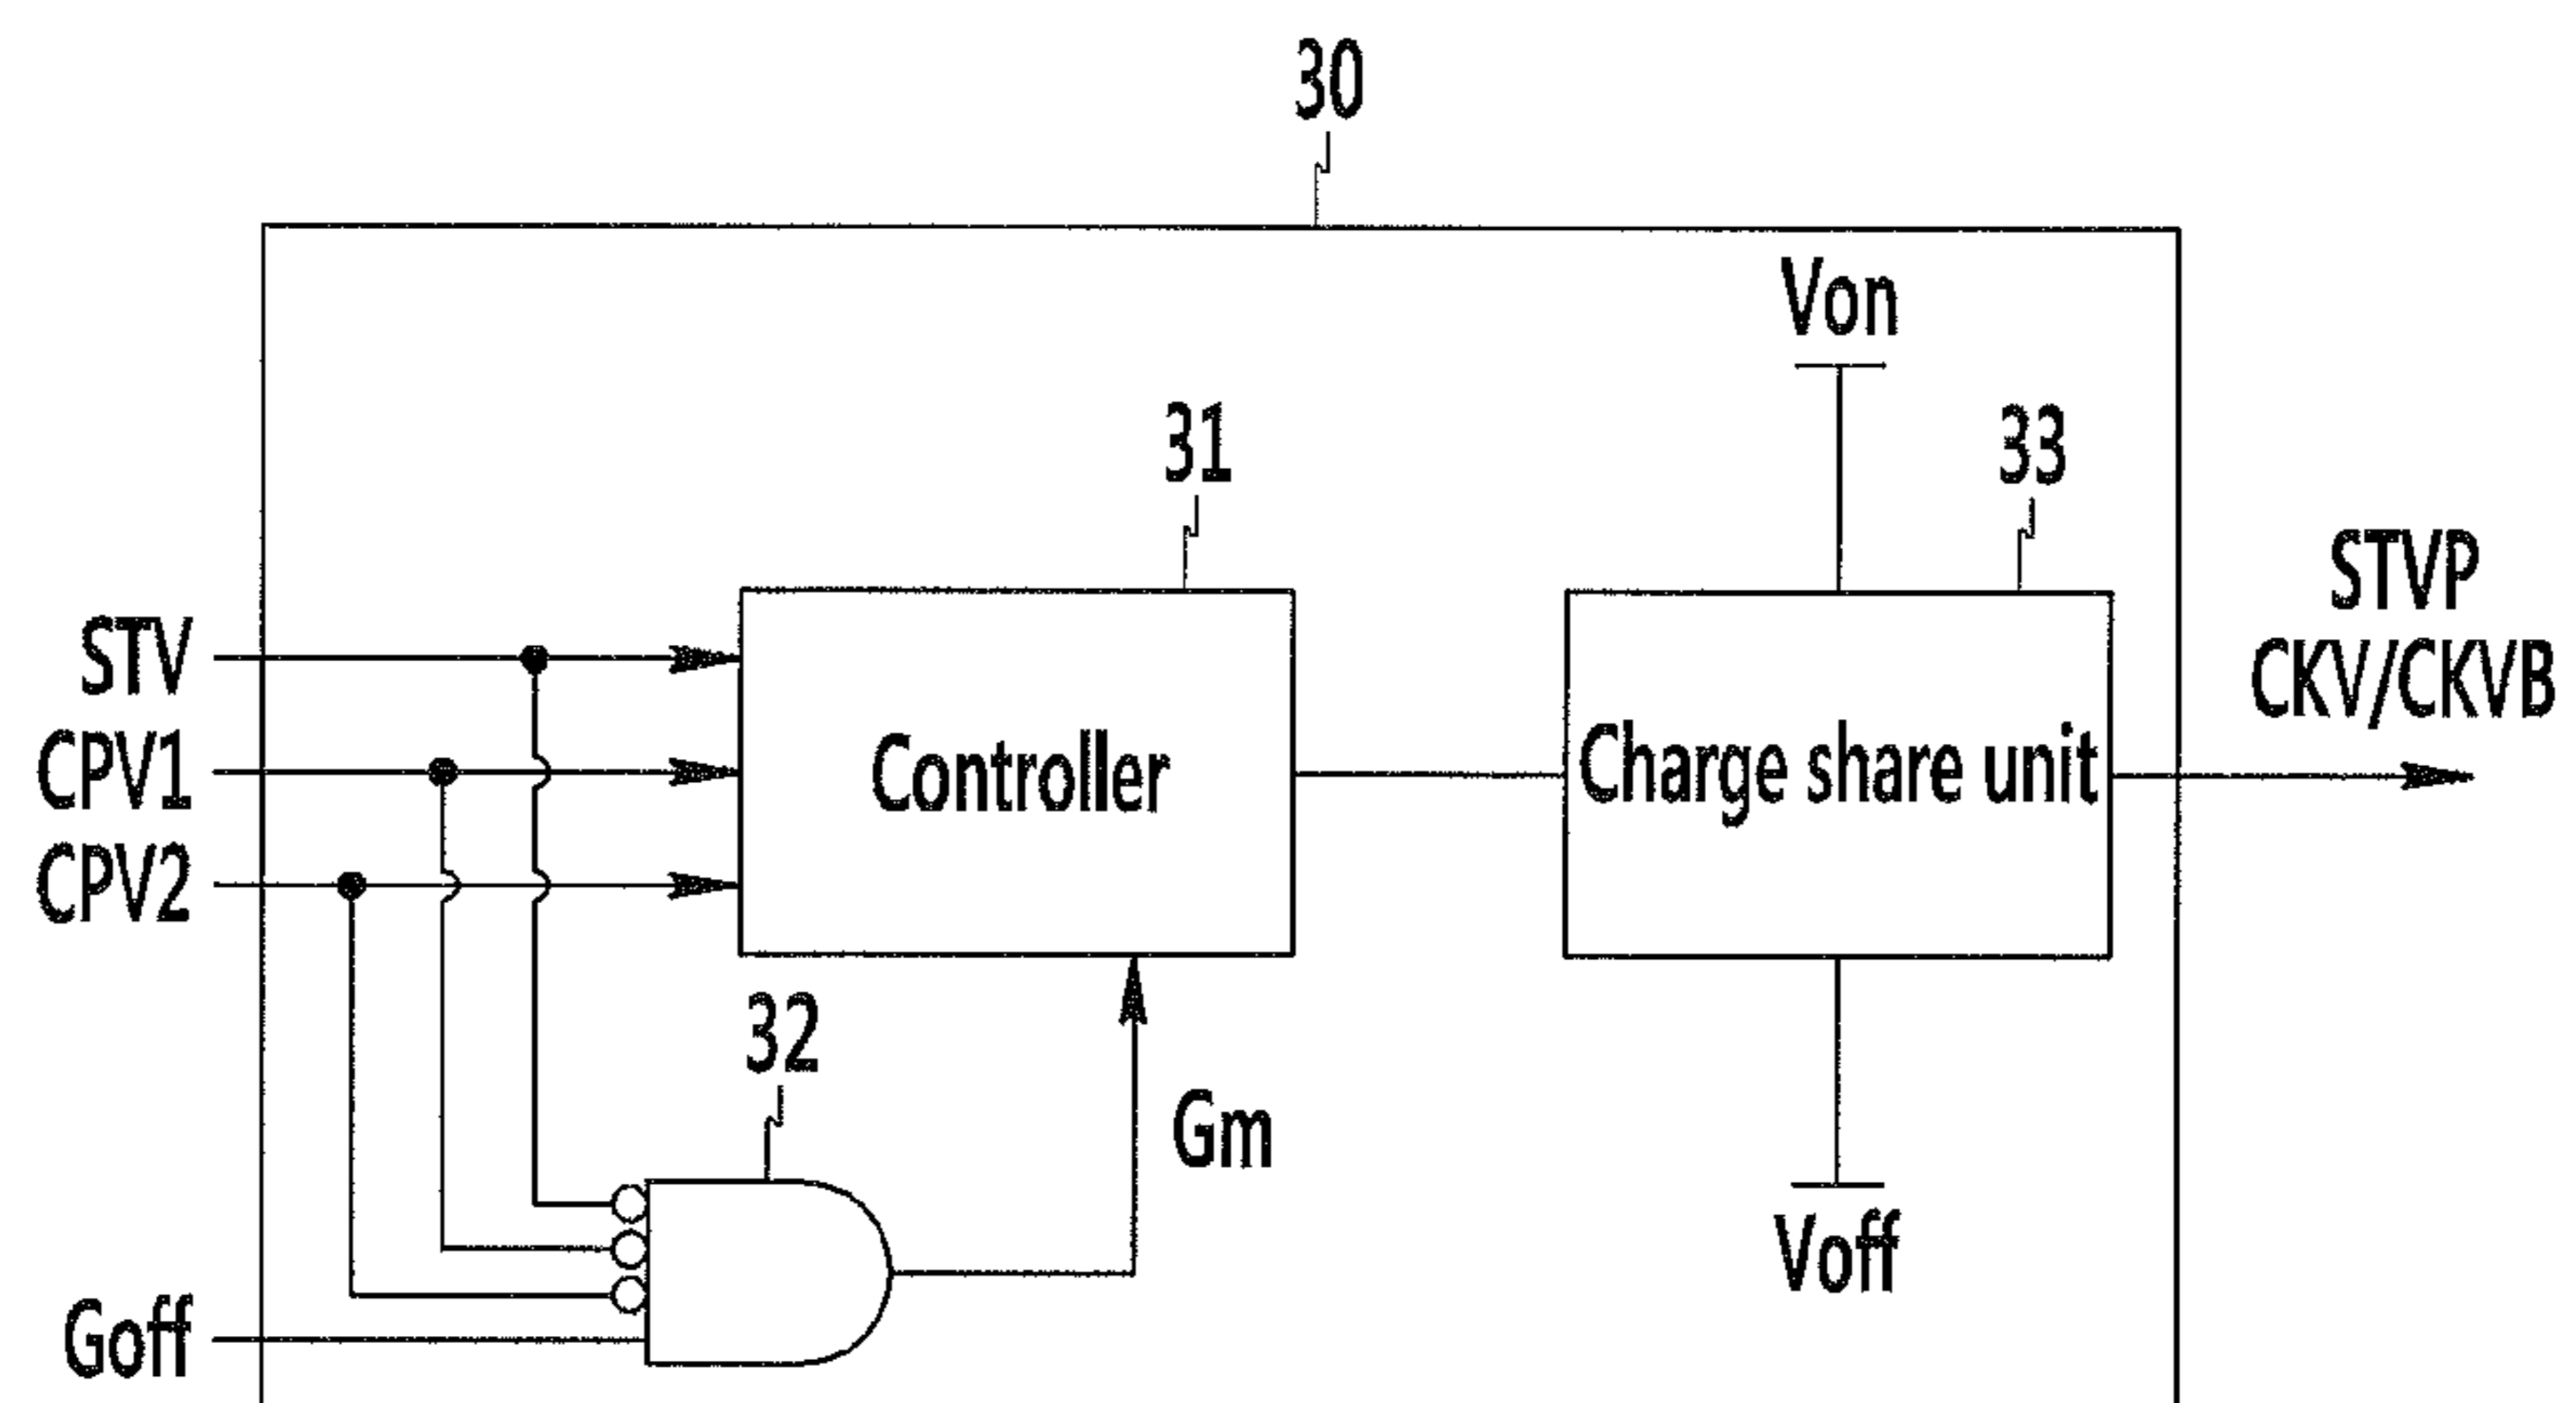 30
Von
31
33
STVP
CKV/CKVB
STV
CPV1
CPV2
Controller
Charge share unit
32
Gm
Voff
Goff